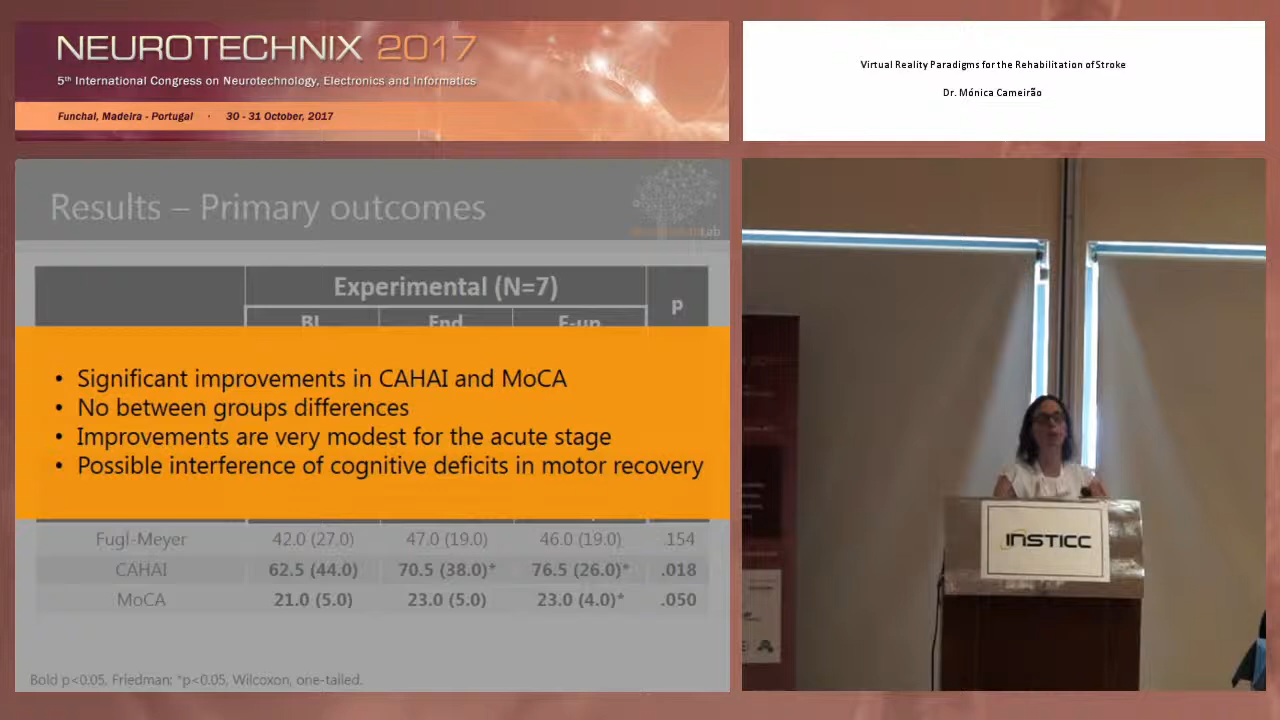 NEUROTECHNIX 2017
5th International Congress on Neurotechnology, Electronics and Informatics
Funchal, Madeira - Portugal · 30 - 31 October, 2017
Virtual Reality Paradigms for the Rehabilitation of Stroke
Dr. Mónica Cameirão
Results – Primary outcomes
Lab
Experimental (N=7)
p
BL End F-up
• Significant improvements in CAHAI and MoCA
• No between groups differences
• Improvements are very modest for the acute stage
• Possible interference of cognitive deficits in motor recovery
Fugl-Meyer 42.0 (27.0) 47.0 (19.0) 46.0 (19.0) .154
CAHAI 62.5 (44.0) 70.5 (38.0)* 76.5 (26.0)* .018
MoCA 21.0 (5.0) 23.0 (5.0) 23.0 (4.0)* .050
Bold p<0.05, Friedman; *p<0.05, Wilcoxon, one-tailed.
INSTICC